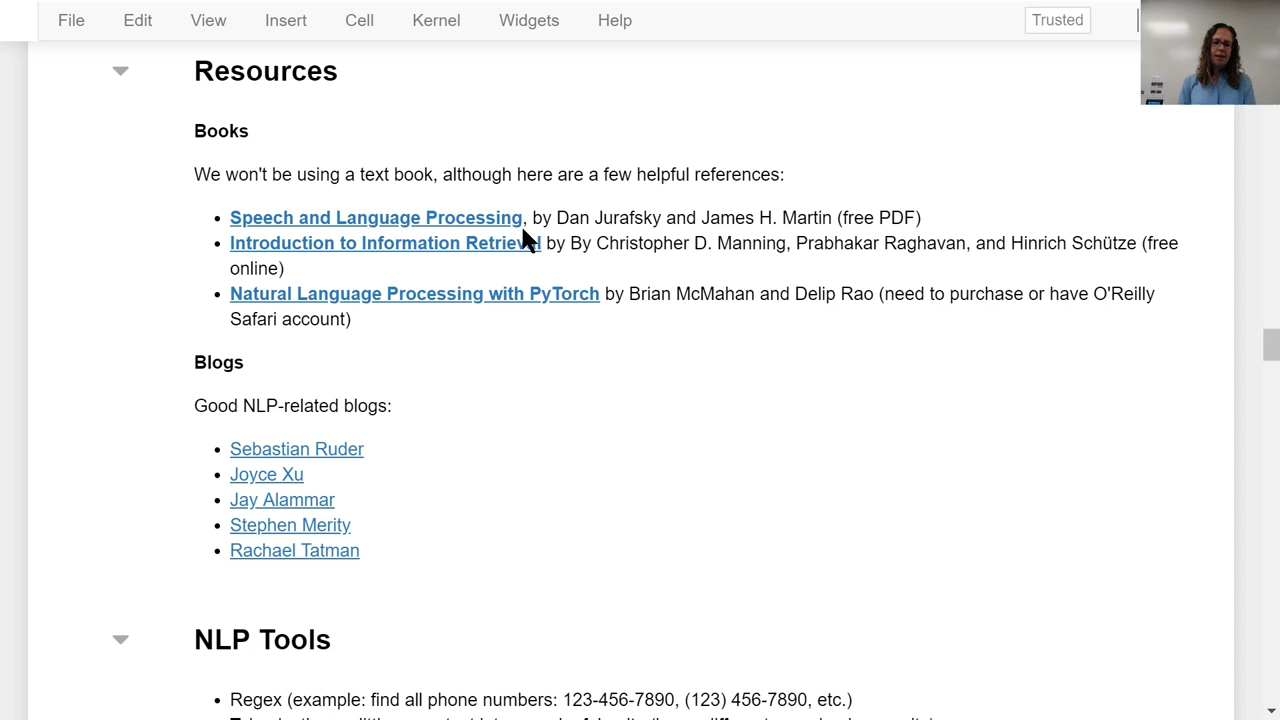 File Edit View Insert Cell Kernel Widgets Help Trusted
Resources
Books
We won't be using a text book, although here are a few helpful references:
Speech and Language Processing, by Dan Jurafsky and James H. Martin (free PDF)
Introduction to Information Retrieval by By Christopher D. Manning, Prabhakar Raghavan, and Hinrich Schütze (free
online)
Natural Language Processing with PyTorch by Brian McMahan and Delip Rao (need to purchase or have O'Reilly
Safari account)
Blogs
Good NLP-related blogs:
Sebastian Ruder
Joyce Xu
Jay Alammar
Stephen Merity
Rachael Tatman
NLP Tools
Regex (example: find all phone numbers: 123-456-7890, (123) 456-7890, etc.)